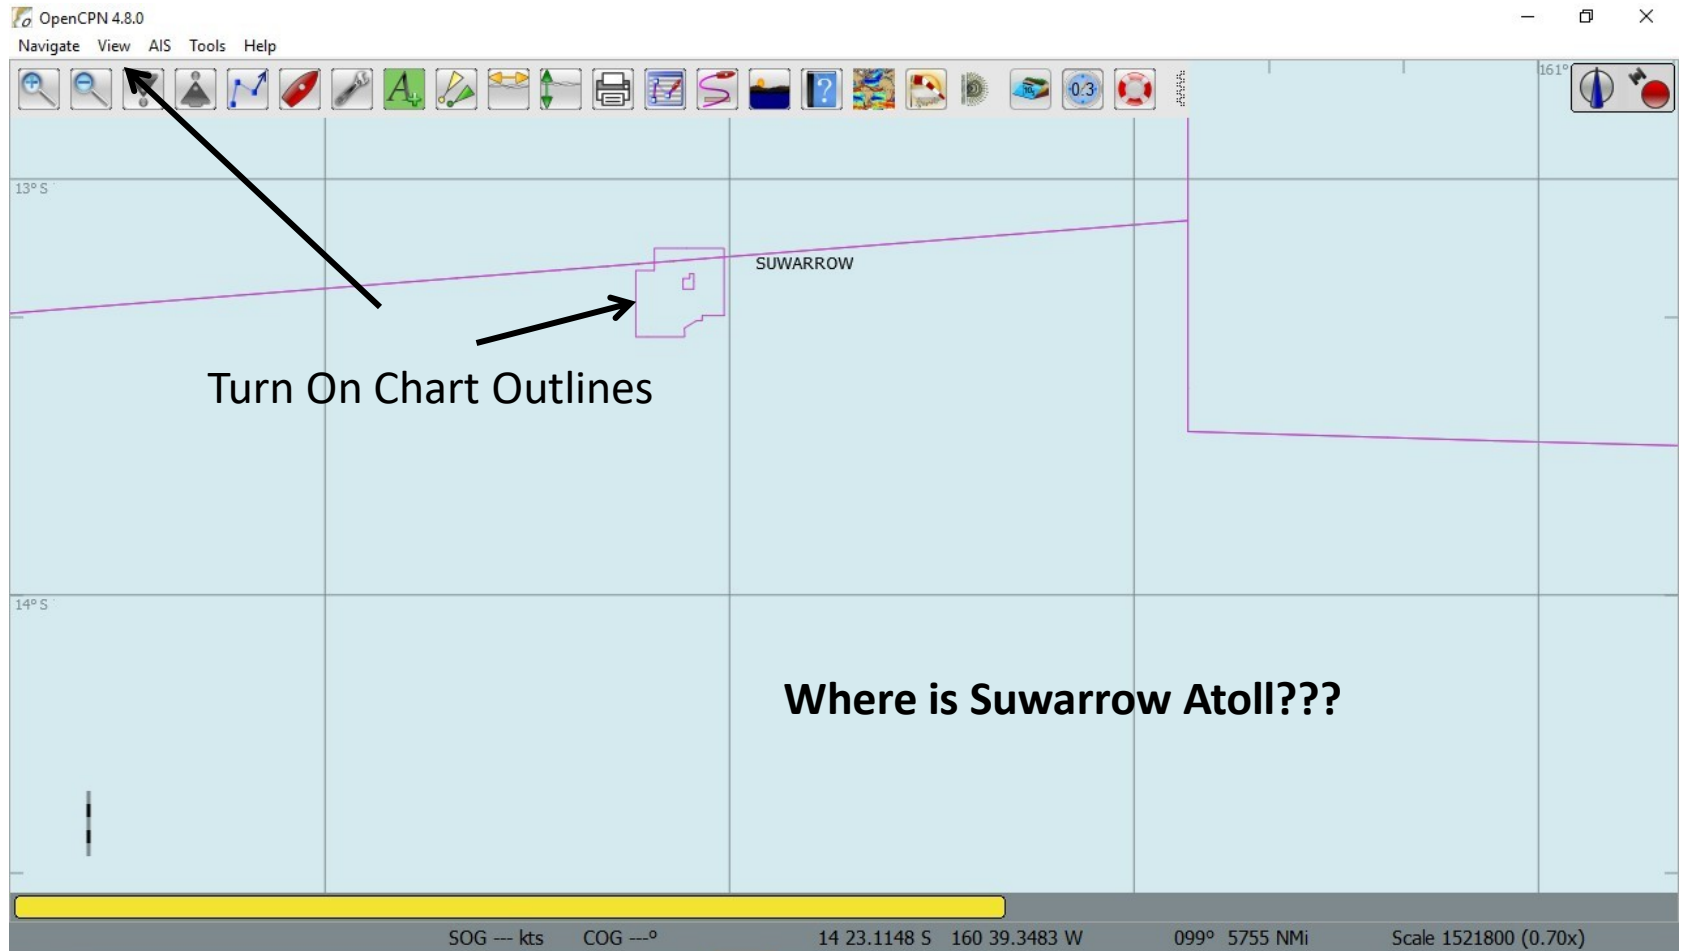 OpenCPN 4.8.0
Navigate View AIS Tools Help
161°
13° S
SUWARROW
Turn On Chart Outlines
14° S
Where is Suwarrow Atoll???
SOG --- kts COG ---° 14 23.1148 S 160 39.3483 W 099° 5755 NMi Scale 1521800 (0.70x)